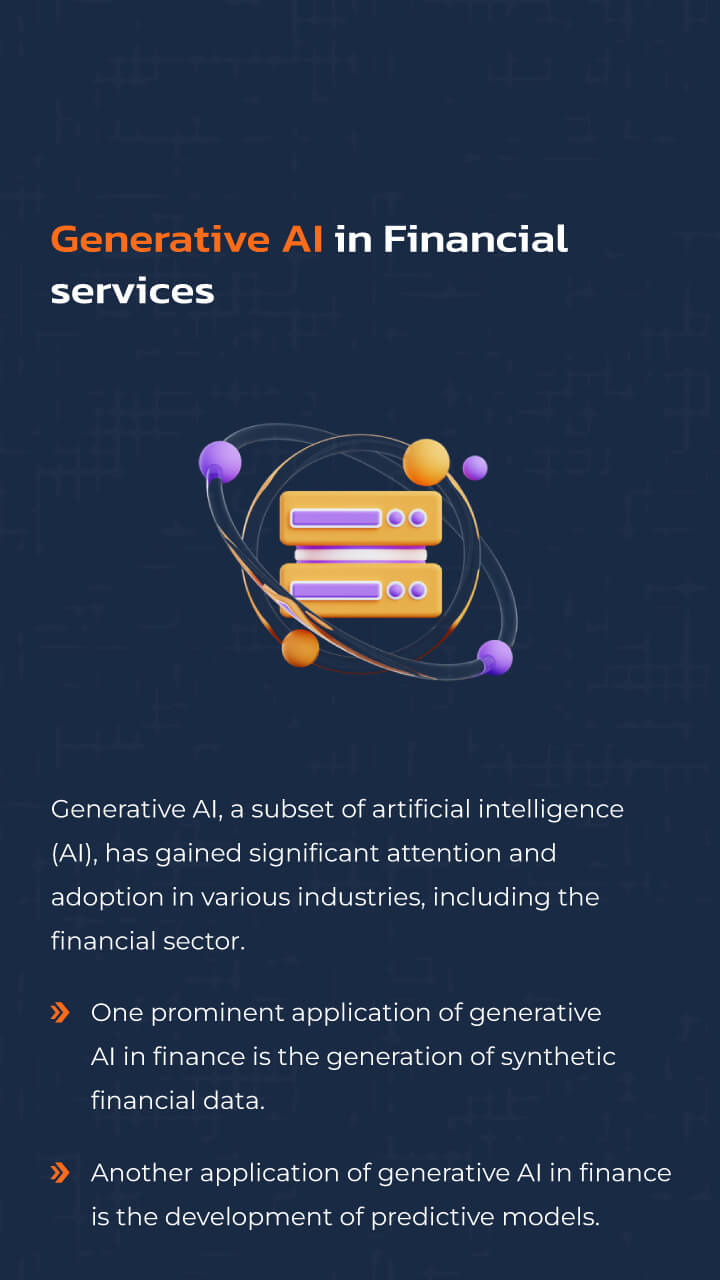 Generative AI in Financial
services
Generative AI, a subset of artificial intelligence
(AI), has gained significant attention and
adoption in various industries, including the
financial sector.
One prominent application of generative
AI in finance is the generation of synthetic
financial data.
Another application of generative AI in finance
is the development of predictive models.